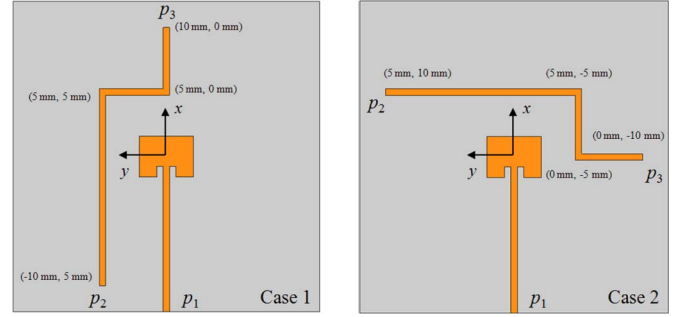 p3
(10 mm, 0 mm)
(5 mm, 5 mm)
(5 mm, 0 mm)
x
y
(-10 mm, 5 mm)
p2
p1
Case 1
(5 mm, 10 mm)
(5 mm, -5 mm)
p2
x
(0 mm, -10 mm)
y
(0 mm, -5 mm)
p3
p1
Case 2